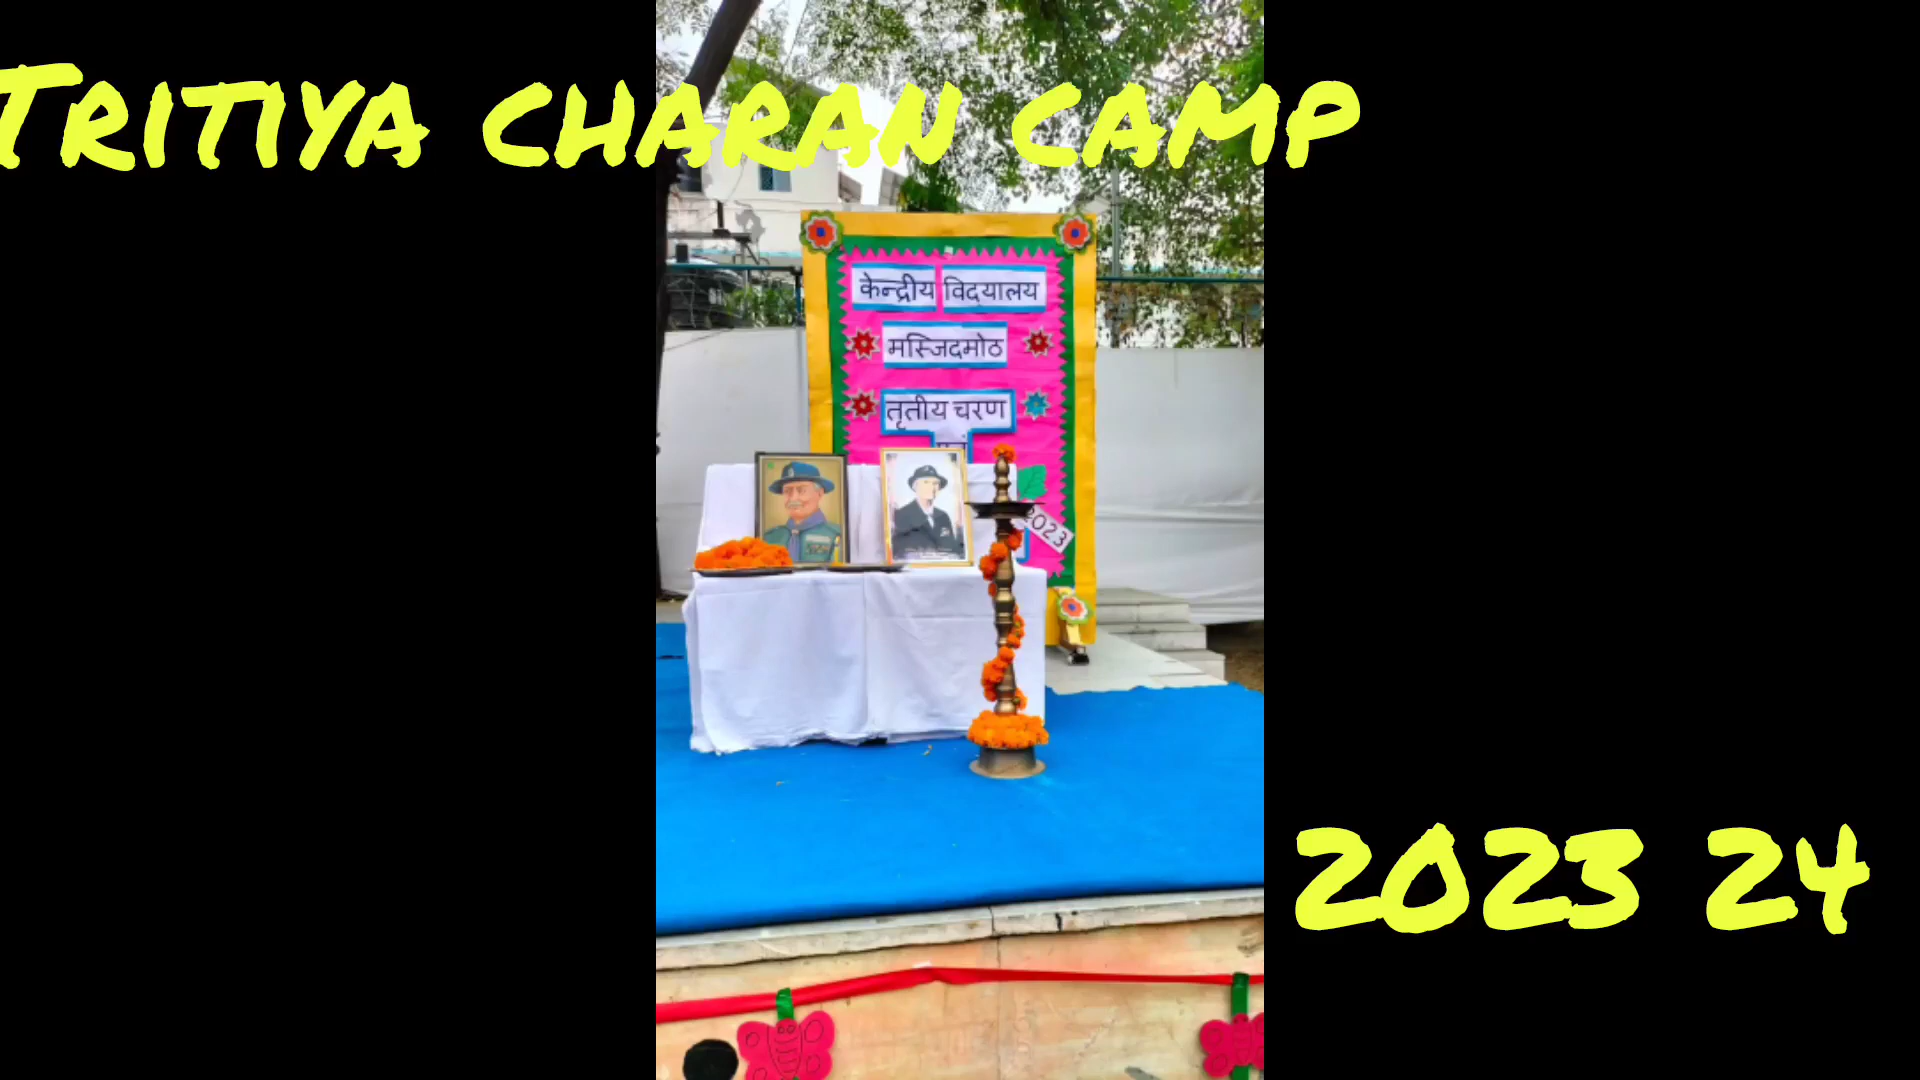 Tritiya charan camp
केन्द्रीय विद्यालय
मस्जिदमोठ
तृतीय चरण
2023
2023 24